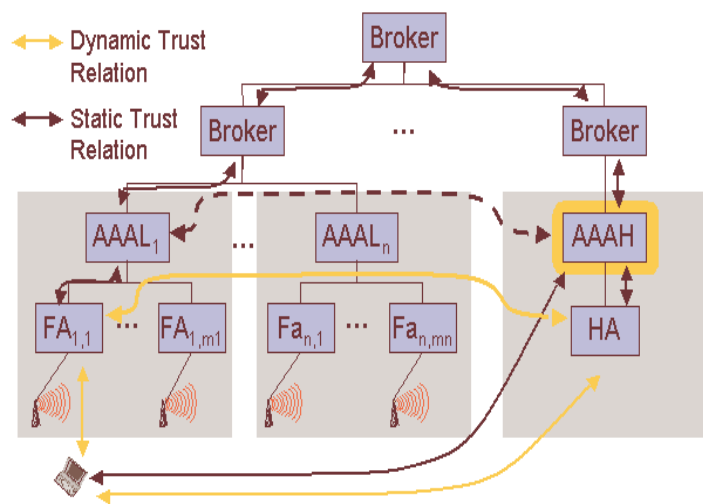 Dynamic Trust
Relation
Static Trust
Relation
Broker
Broker
...
Broker
AAAL1
...
AAALn
AAAH
FA1,1
...
FA1,m1
Fan,1
...
Fan,mn
HA